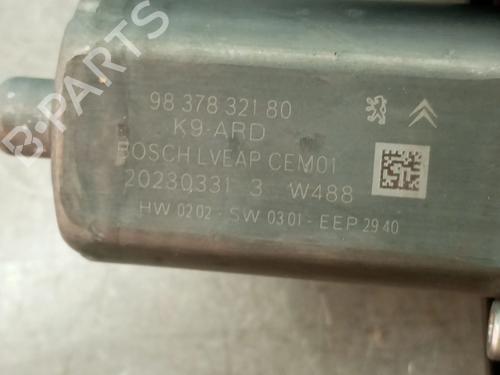 98 378 321 80
K9-ARD
BOSCH LVEAP CEM01
20230331 3 W488
HW 0202 - SW 0301 - EEP 2940
B-PARTS